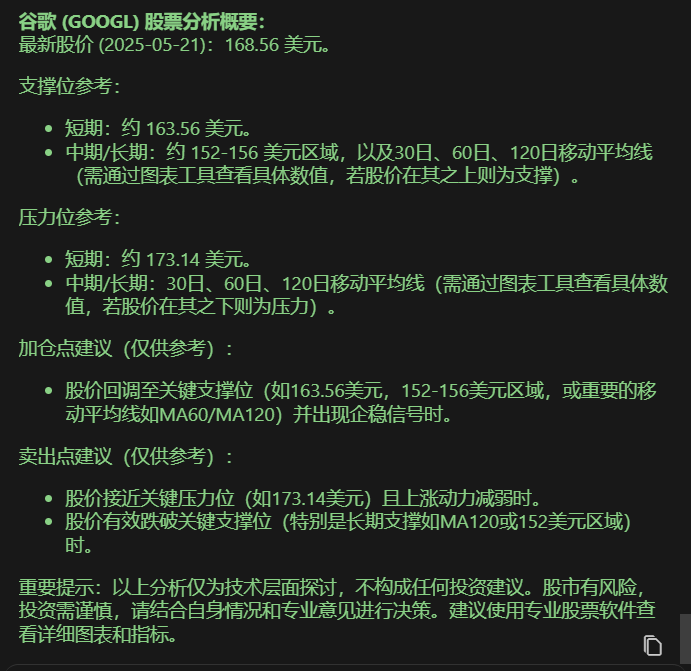 谷歌 (GOOGL) 股票分析概要：
最新股价 (2025-05-21)：168.56 美元。
支撑位参考：
• 短期：约 163.56 美元。
• 中期/长期：约 152-156 美元区域，以及30日、60日、120日移动平均线
（需通过图表工具查看具体数值，若股价在其之上则为支撑）。
压力位参考：
• 短期：约 173.14 美元。
• 中期/长期：30日、60日、120日移动平均线（需通过图表工具查看具体数
值，若股价在其之下则为压力）。
加仓点建议（仅供参考）：
• 股价回调至关键支撑位（如163.56美元，152-156美元区域，或重要的移
动平均线如MA60/MA120）并出现企稳信号时。
卖出点建议（仅供参考）：
• 股价接近关键压力位（如173.14美元）且上涨动力减弱时。
• 股价有效跌破关键支撑位（特别是长期支撑如MA120或152美元区域）
时。
重要提示：以上分析仅为技术层面探讨，不构成任何投资建议。股市有风险，
投资需谨慎，请结合自身情况和专业意见进行决策。建议使用专业股票软件查
看详细图表和指标。